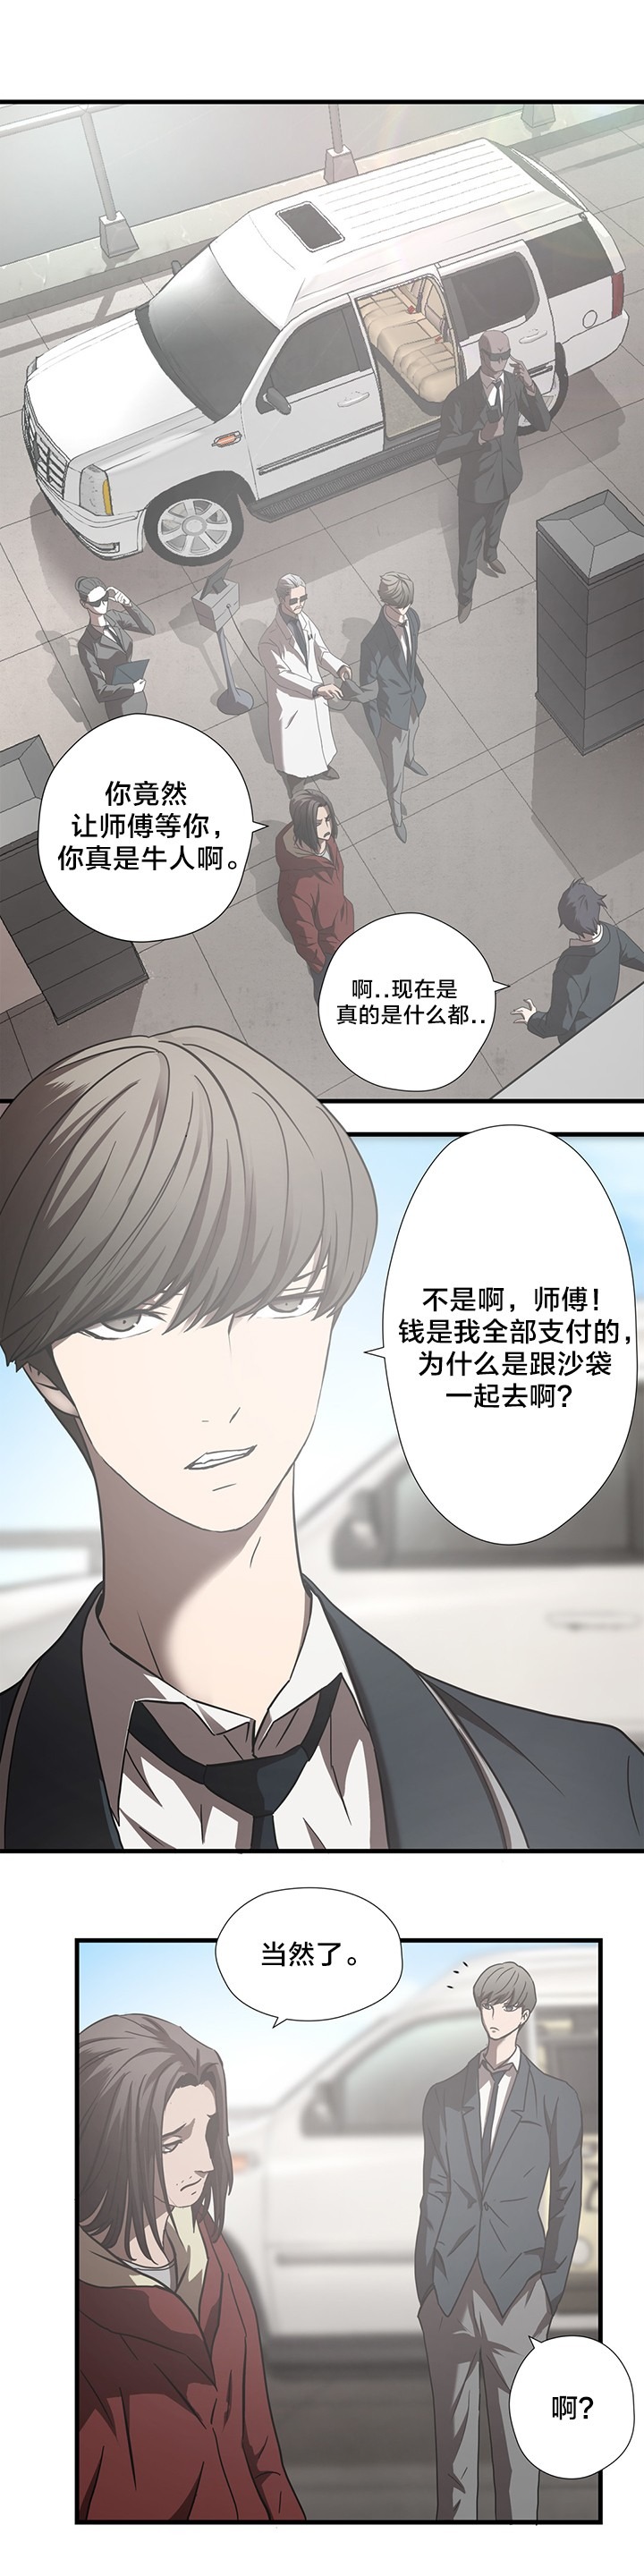 你竟然
让师傅等你，
你真是牛人啊。
啊..现在是
真的是什么都..
不是啊，师傅！
钱是我全部支付的，
为什么是跟沙袋
一起去啊?
当然了。
啊?